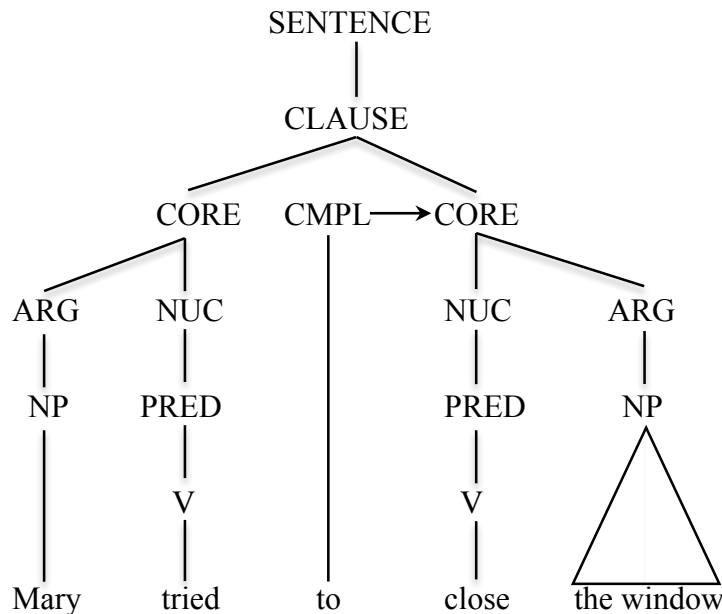 SENTENCE
CLAUSE
CORE CMPL CORE
ARG NUC NUC ARG
NP PRED PRED NP
V V
Mary tried to close the window